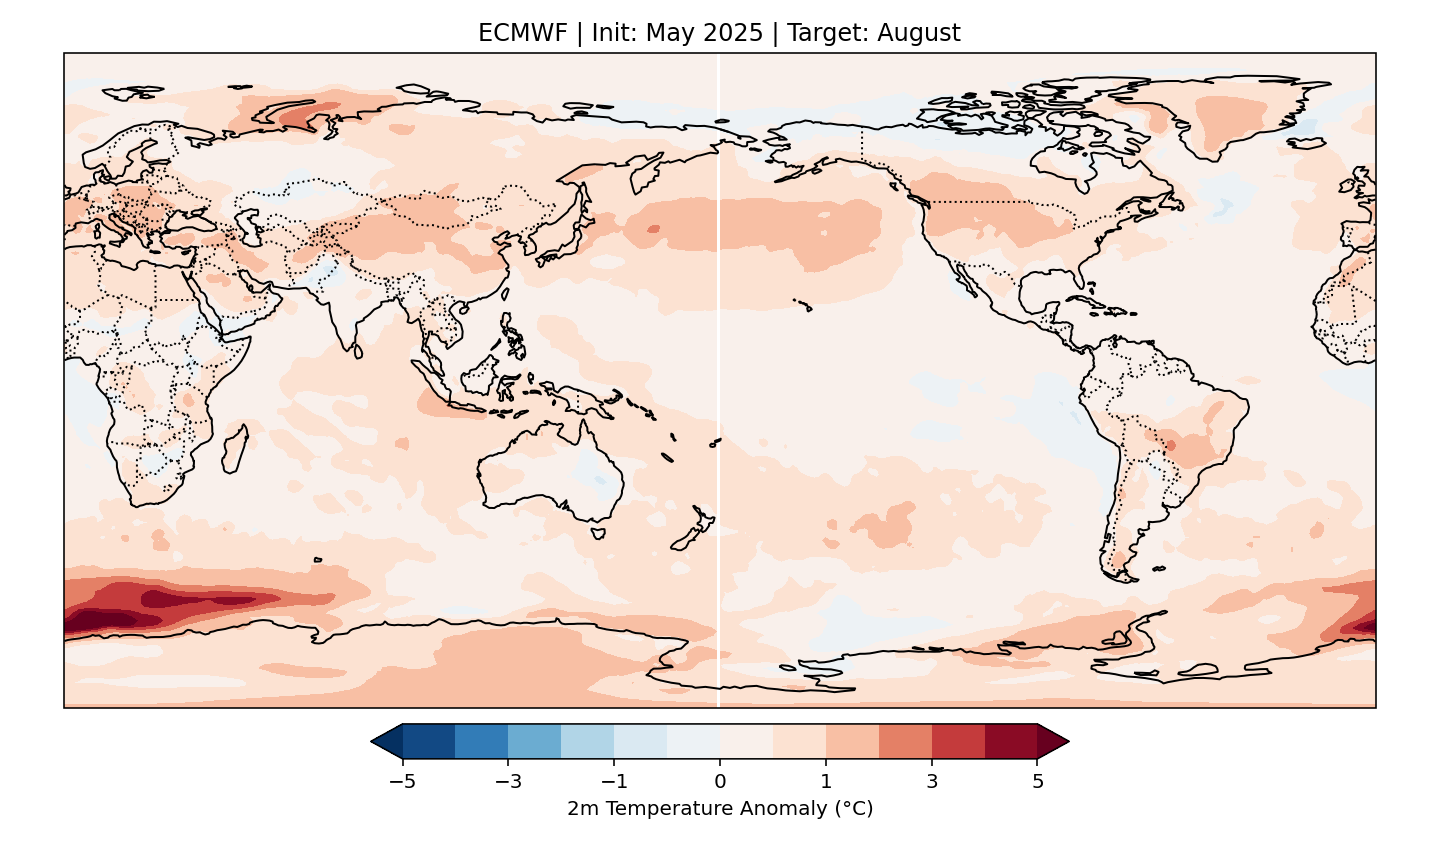 ECMWF | Init: May 2025 | Target: August
−5 −3 −1 0 1 3 5
2m Temperature Anomaly (°C)